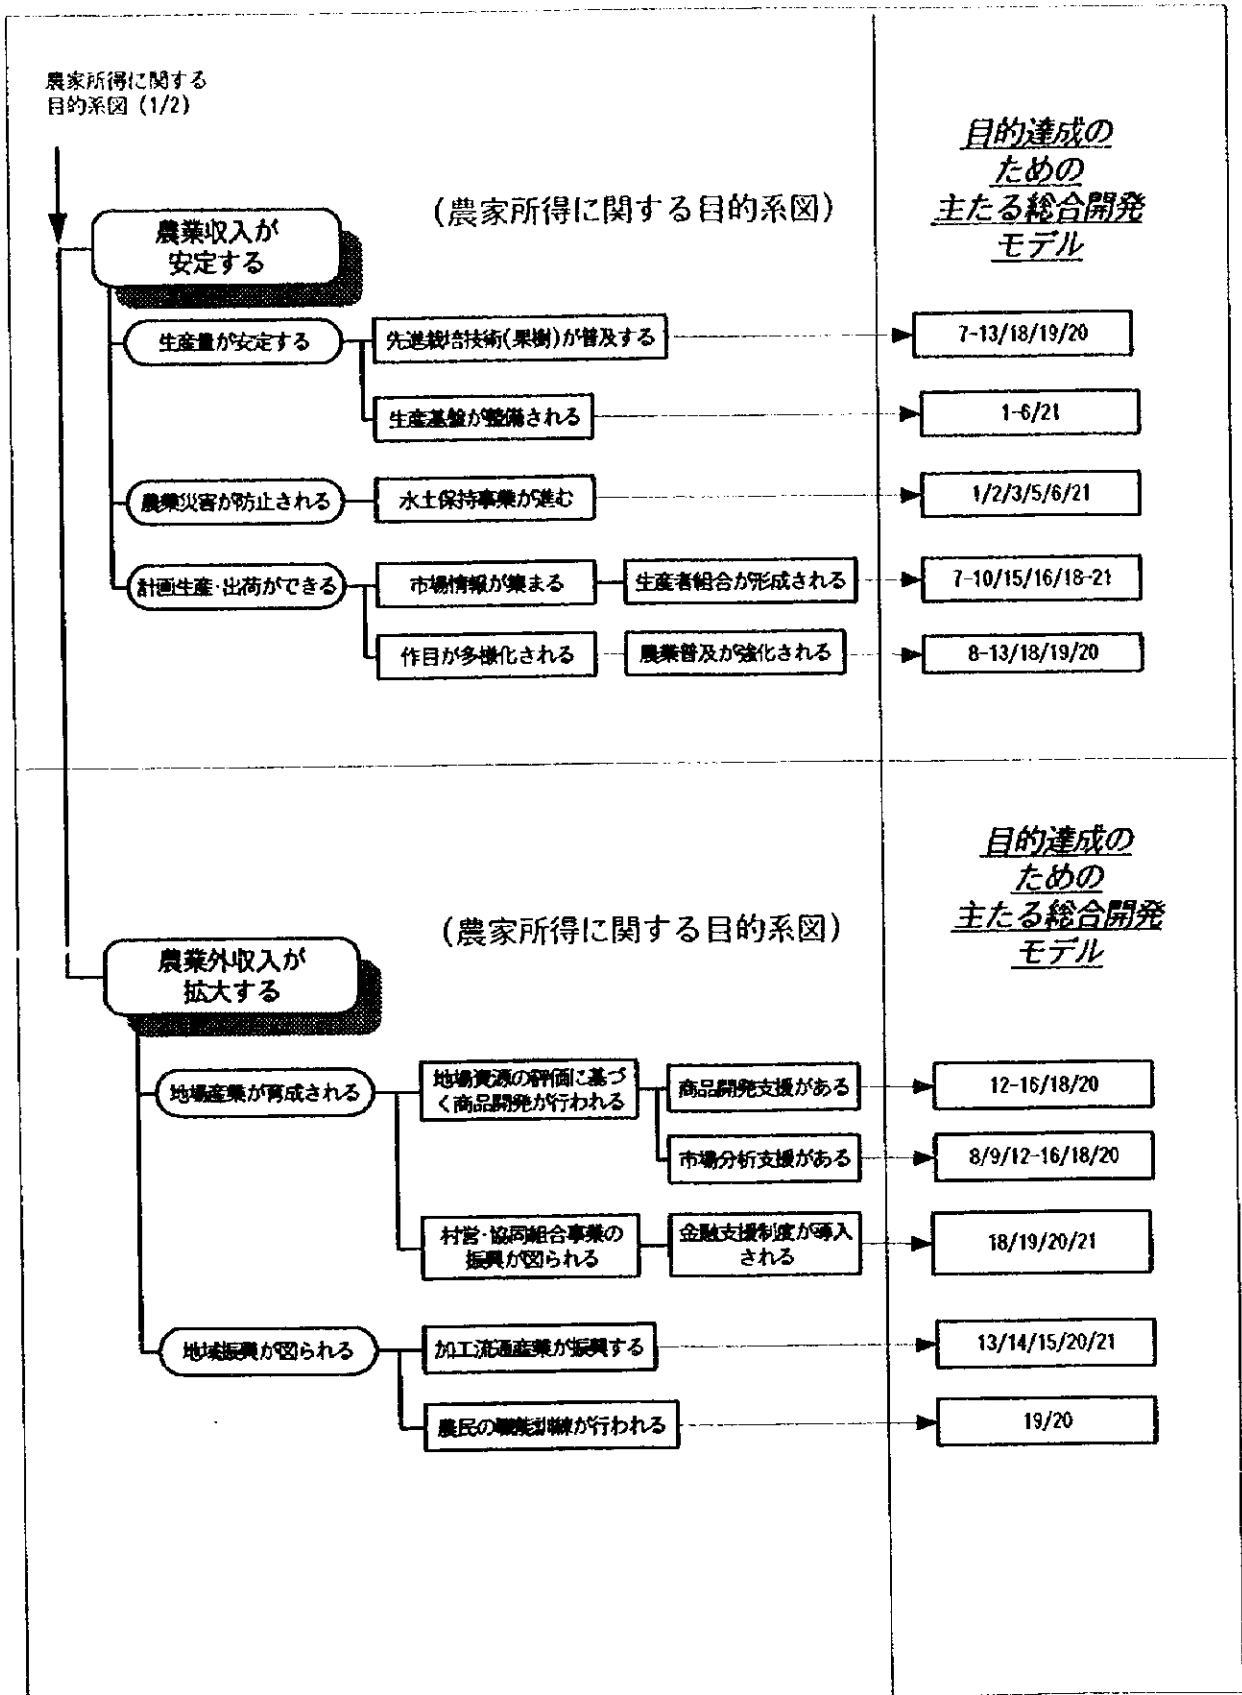 農家所得に関する
目的系図 (1/2)
目的達成の
ための
主たる総合開発
モデル
(農家所得に関する目的系図)
農業収入が
安定する
生産量が安定する
先進栽培技術(果樹)が普及する
7-13/18/19/20
生産基盤が整備される
1-6/21
農業災害が防止される
水土保持事業が進む
1/2/3/5/6/21
計画生産・出荷ができる
市場情報が集まる
生産者組合が形成される
7-10/15/16/18-21
作目が多様化される
農業普及が強化される
8-13/18/19/20
目的達成の
ための
主たる総合開発
モデル
(農家所得に関する目的系図)
農業外収入が
拡大する
地場産業が育成される
地場資源の評価に基づ
く商品開発が行われる
商品開発支援がある
12-16/18/20
市場分析支援がある
8/9/12-16/18/20
村営・協同組合事業の
振興が図られる
金融支援制度が導入
される
18/19/20/21
地域振興が図られる
加工流通産業が振興する
13/14/15/20/21
農民の職能訓練が行われる
19/20